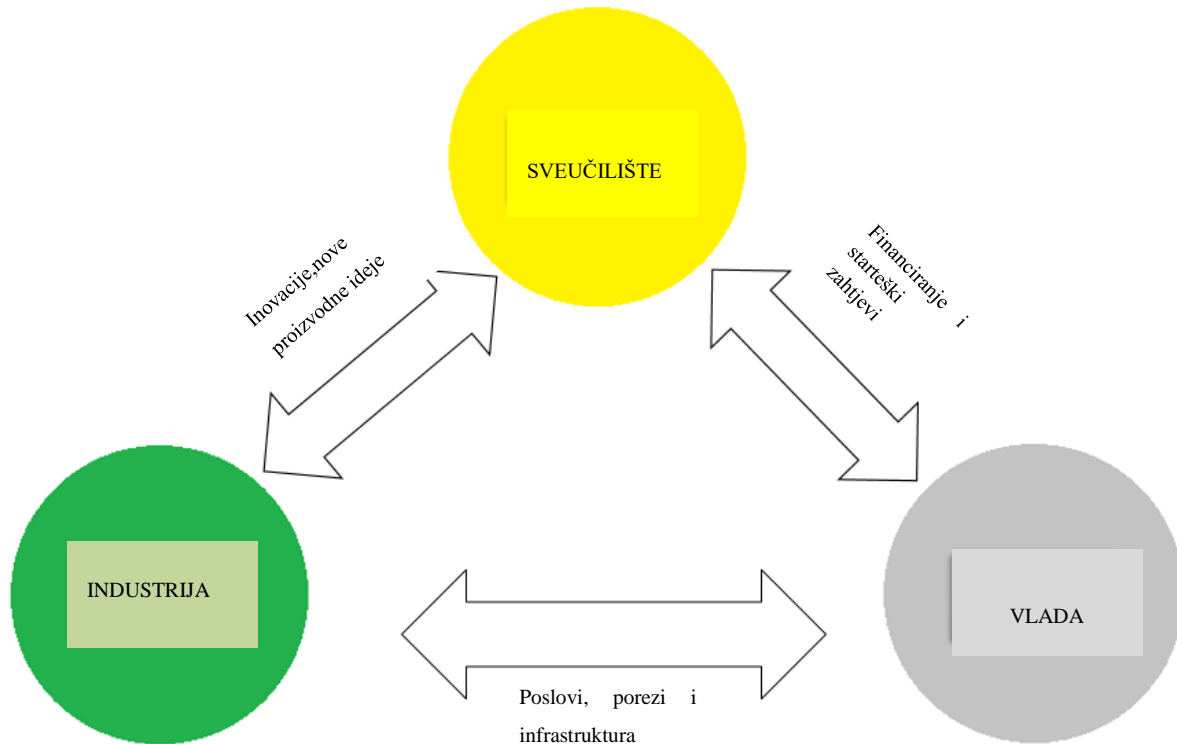 SVEUČILIŠTE
Inovacije,nove
proizvodne ideje
Financiranje i
starteški
zahtjevi
INDUSTRIJA
VLADA
Poslovi, porezi i
infrastruktura